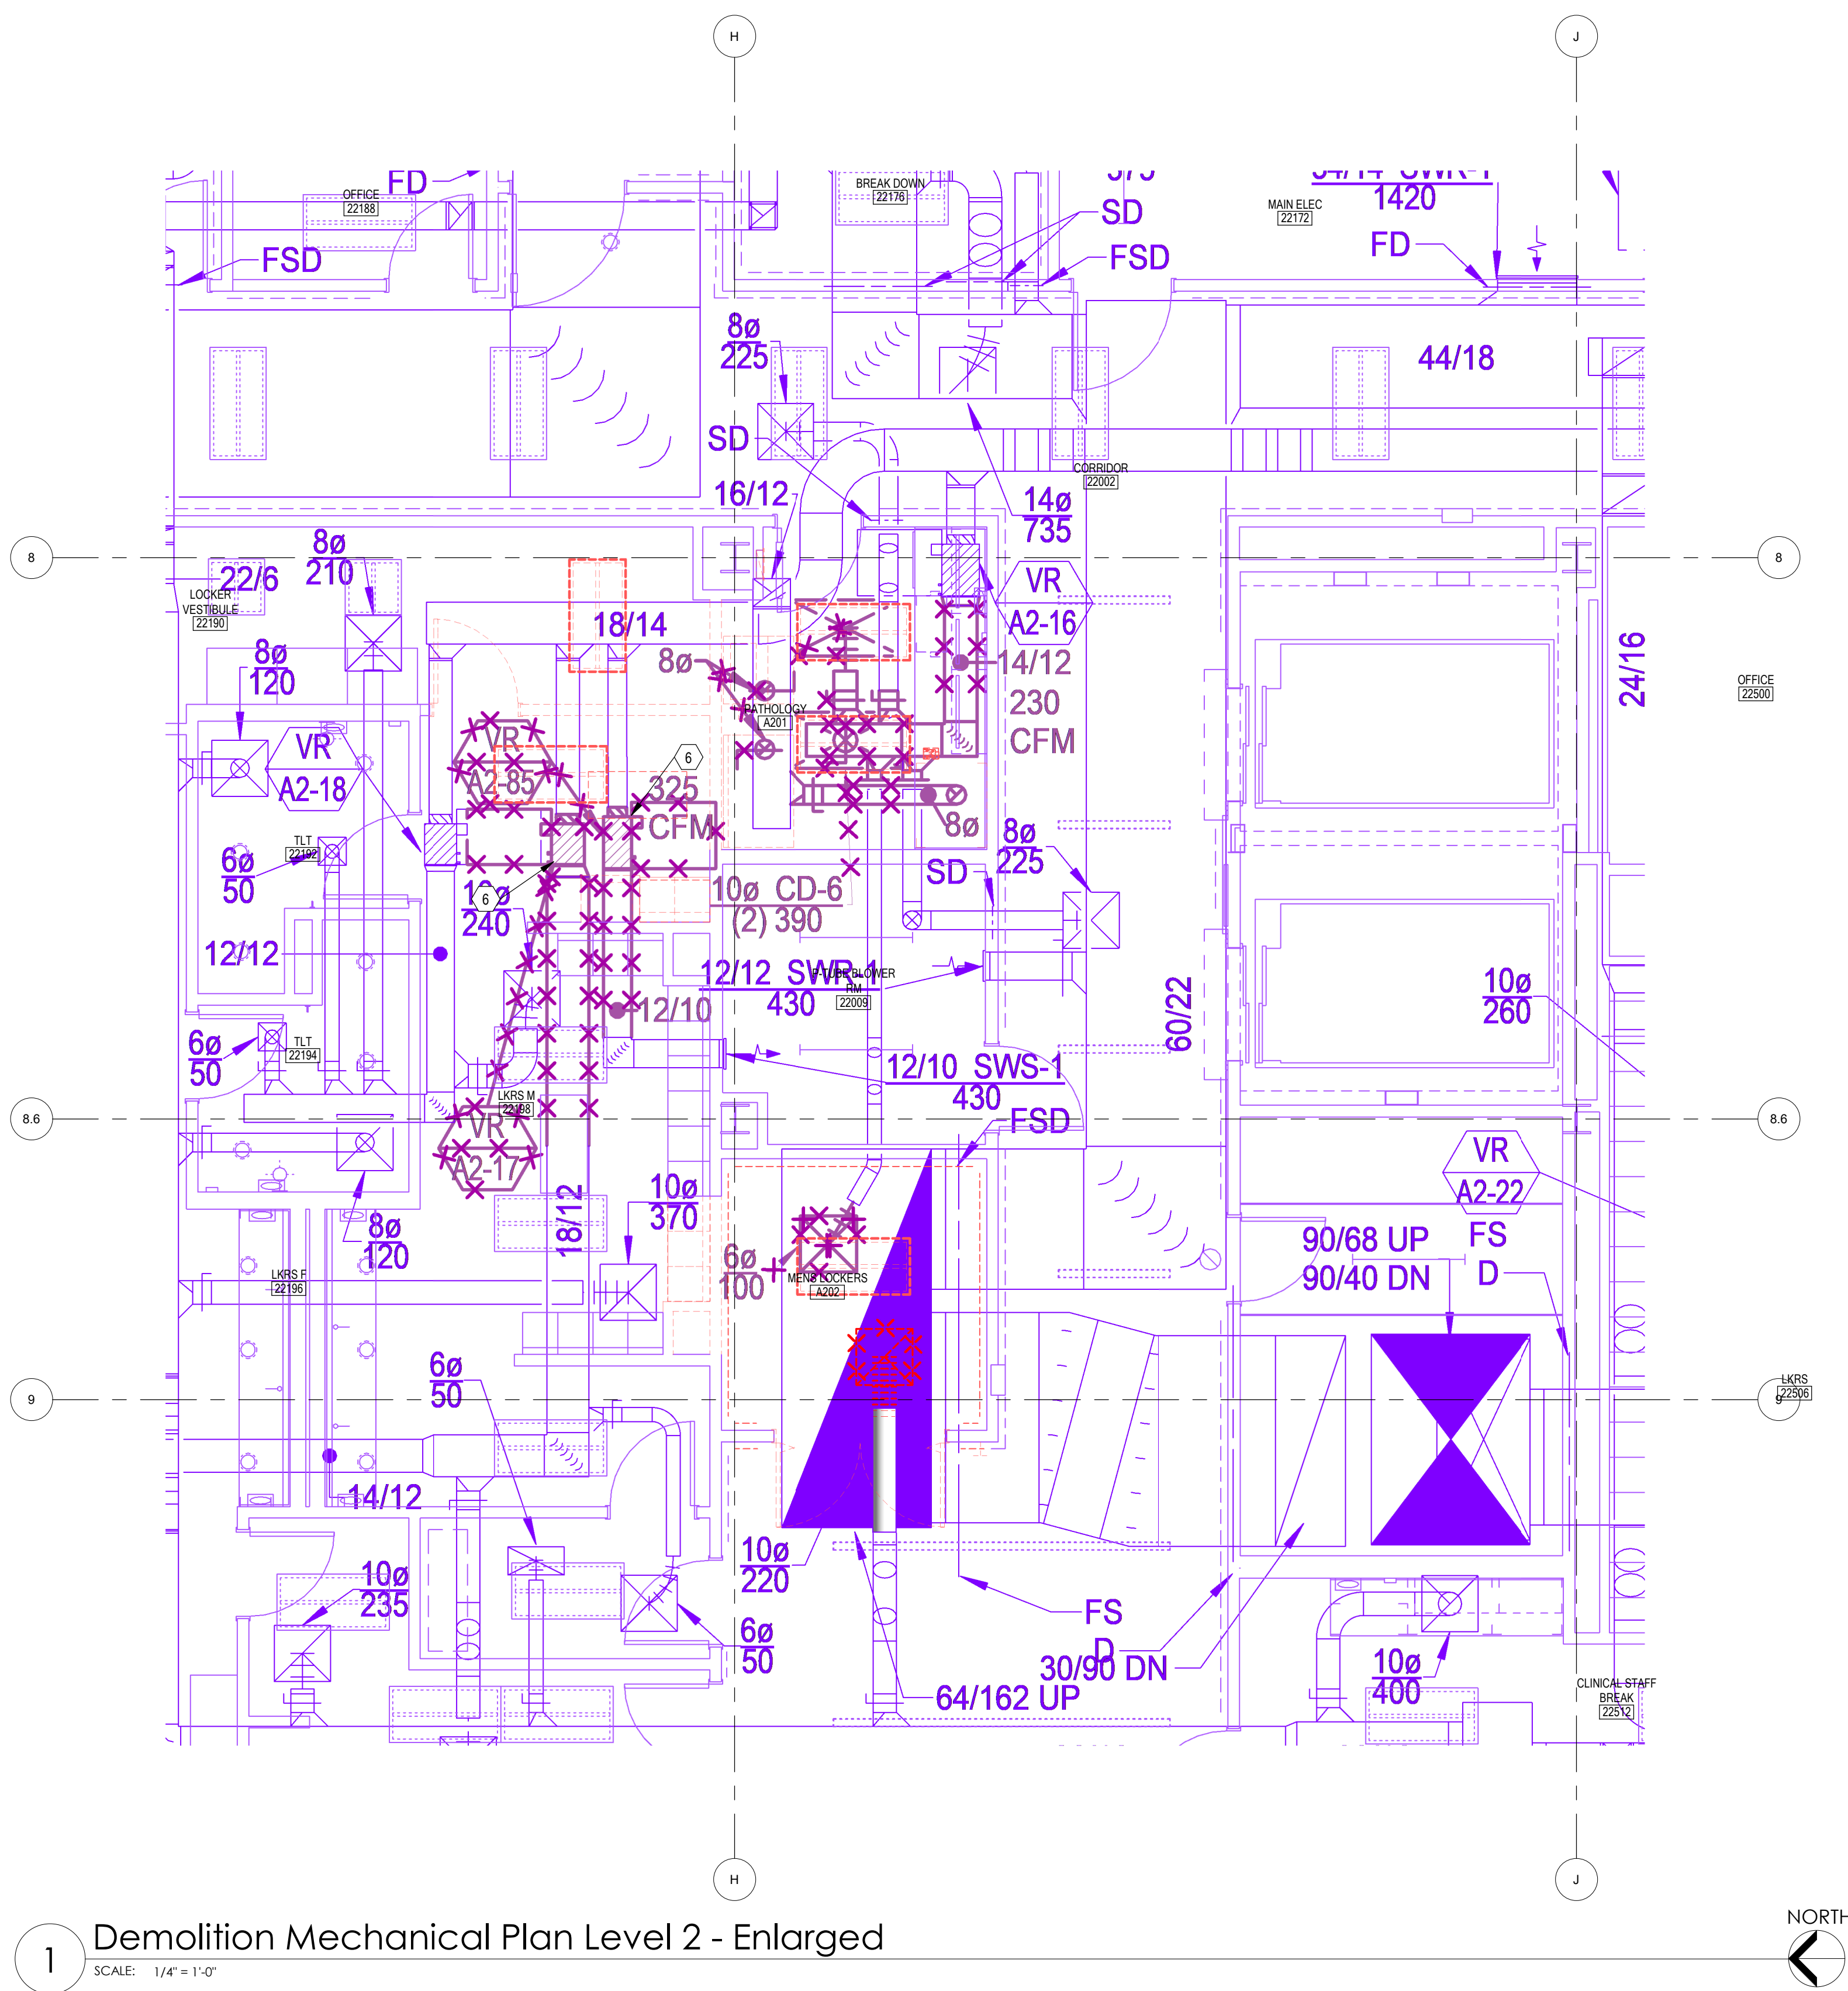 H
J
FD
OFFICE
22188
BREAK DOWN
22176
MAIN ELEC
22172
1420
SD
FD
FSD
FSD
8ø
225
44/18
SD
CORRIDOR
22002
16/12
14ø
735
8
8ø
210
22/6
LOCKER
VESTIBULE
22190
VR
A2-16
8
18/14
8ø
120
8ø
14/12
230
CFM
24/16
OFFICE
22500
PATHOLOGY
A201
VR
A2-18
VR
A2-85
6
325
CFM
8ø
TLT
22192
6ø
50
8ø
225
SD
10ø
240
6
10ø CD-6
(2) 390
12/12
12/12 SWR-1
430
P-TUBE BLOWER
RM
22009
10ø
260
60/22
12/10
TLT
22194
6ø
50
12/10 SWS-1
430
LKRS M
22198
8.6
8.6
FSD
VR
A2-17
VR
A2-22
10ø
370
18/12
8ø
120
6ø
100
90/68 UP
90/40 DN
FS
D
LKRS F
22196
MENS LOCKERS
A202
6ø
50
9
9
LKRS
22506
14/12
10ø
220
10ø
235
6ø
50
FS
D
30/90 DN
10ø
400
64/162 UP
CLINICAL STAFF
BREAK
22512
H
J
1
Demolition Mechanical Plan Level 2 - Enlarged
SCALE: 1/4" = 1'-0"
NORTH